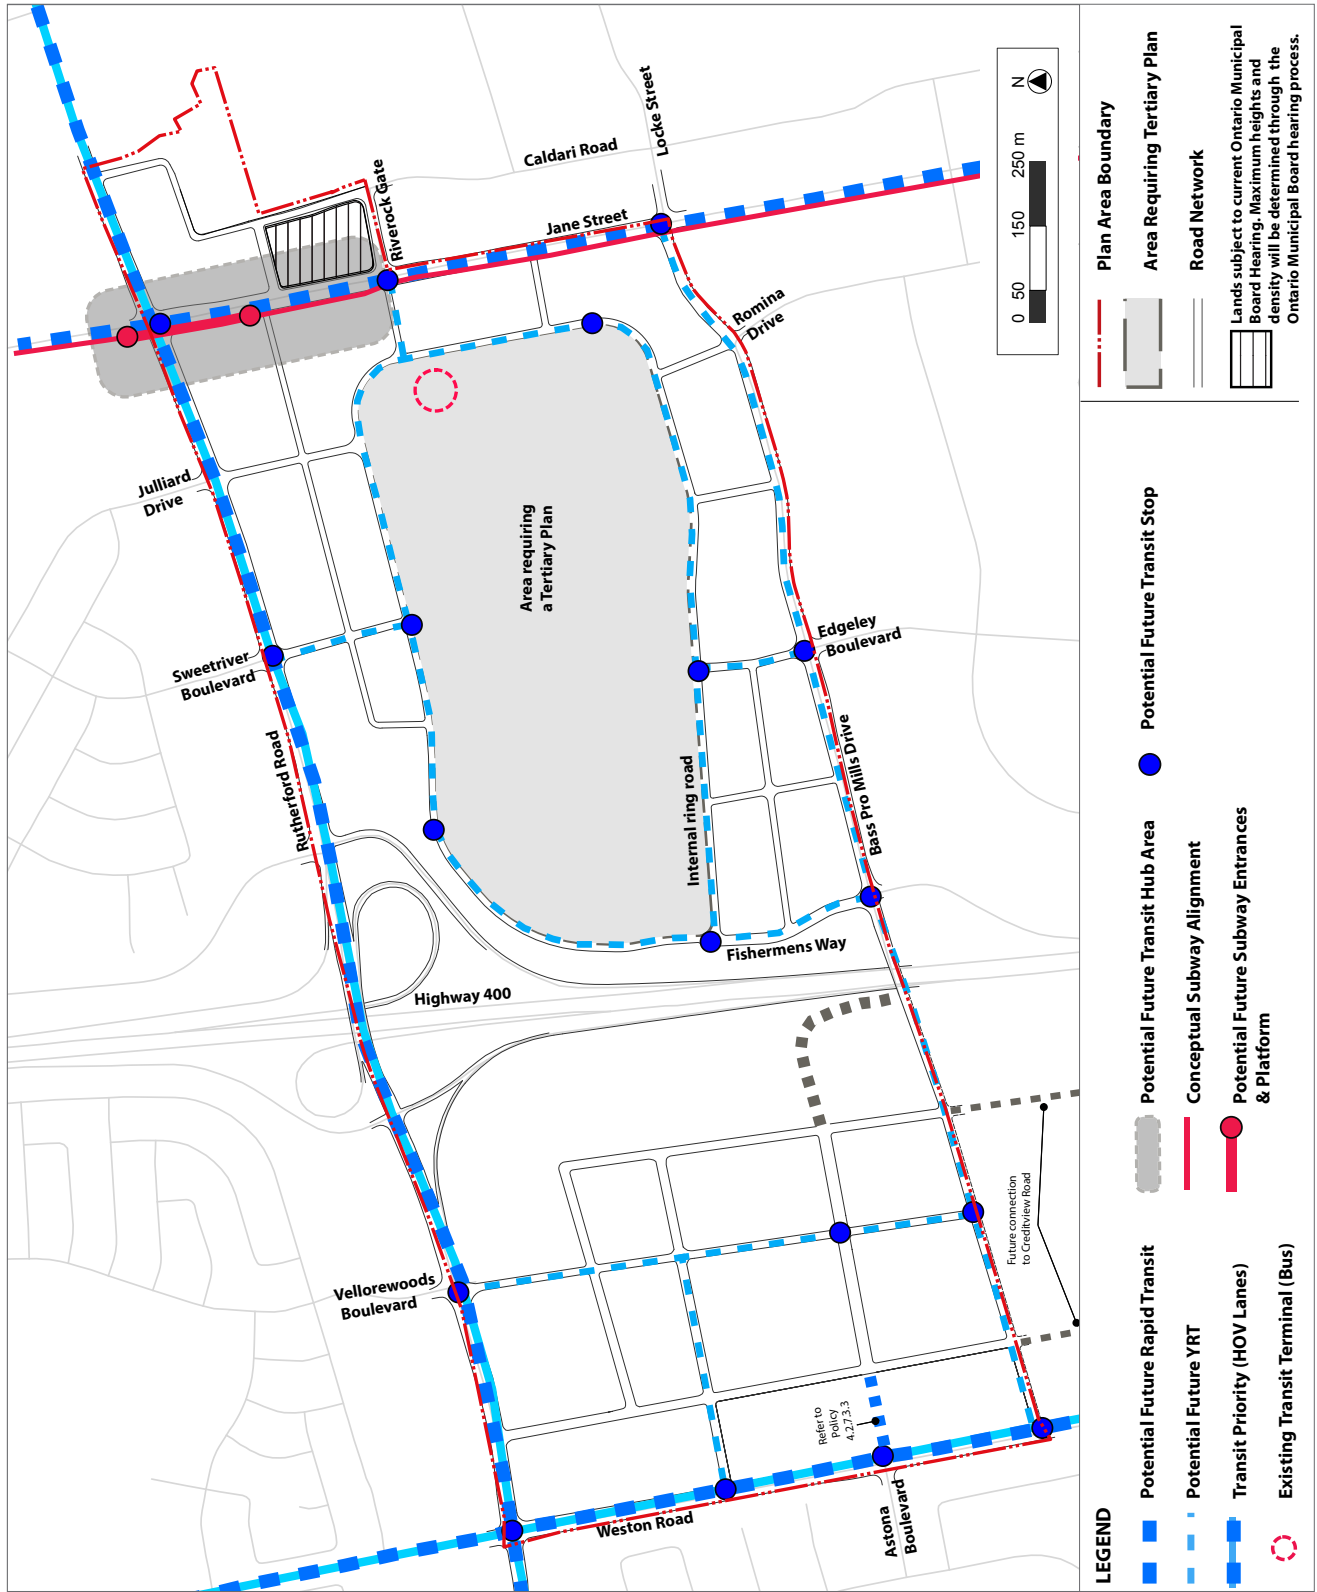 Rutherford Road
Sweetriver
Boulevard
Julliard
Drive
Riverrock Gate
Caldari Road
Locke Street
Jane Street
Romina
Drive
Area requiring
a Tertiary Plan
Internal ring road
Edgeley
Boulevard
Bass Pro Mills Drive
Fishermens Way
Highway 400
Vellorewoods
Boulevard
Weston Road
Astona
Boulevard
Refer to
Policy
4.2.7.3.3
Future connection
to Creditview Road
0 50 150 250 m
N
LEGEND
Potential Future Rapid Transit
Potential Future YRT
Transit Priority (HOV Lanes)
Existing Transit Terminal (Bus)
Potential Future Transit Hub Area
Conceptual Subway Alignment
Potential Future Subway Entrances
& Platform
Potential Future Transit Stop
Plan Area Boundary
Area Requiring Tertiary Plan
Road Network
Lands subject to current Ontario Municipal
Board Hearing. Maximum heights and
density will be determined through the
Ontario Municipal Board hearing process.